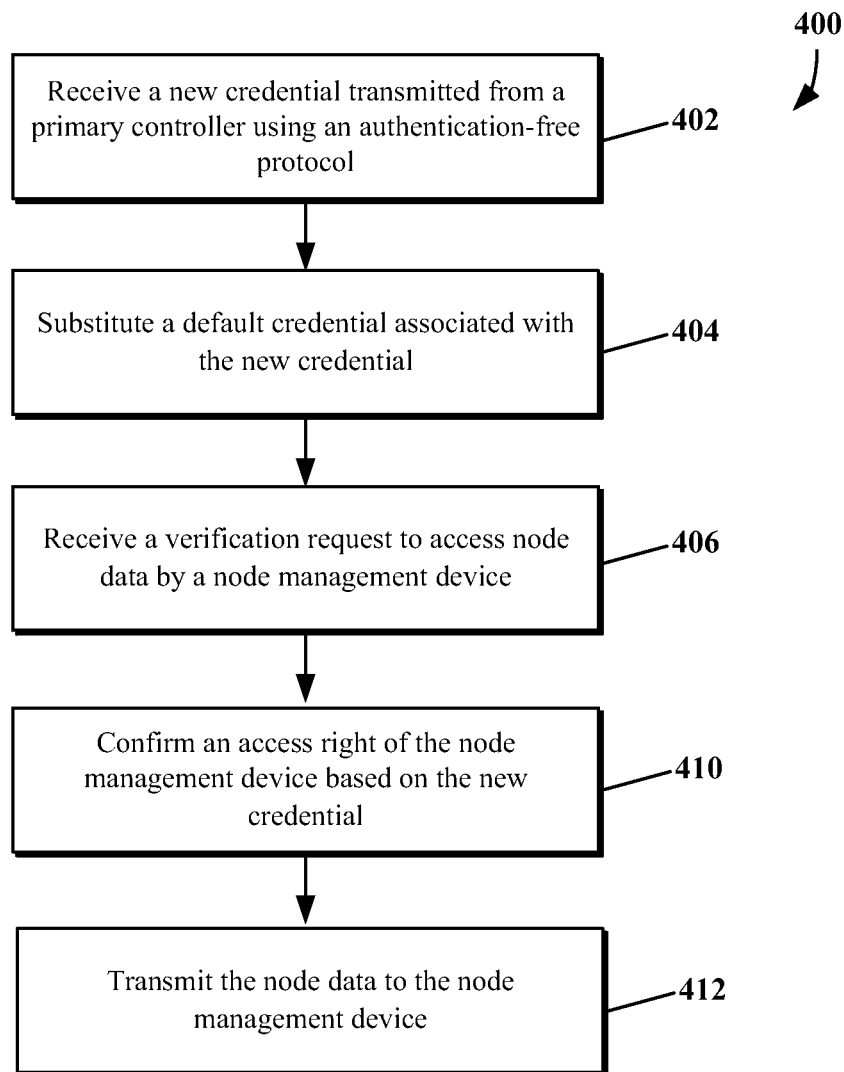 400
Receive a new credential transmitted from a
primary controller using an authentication-free
protocol
402
Substitute a default credential associated with
the new credential
404
Receive a verification request to access node
data by a node management device
406
Confirm an access right of the node
management device based on the new
credential
410
Transmit the node data to the node
management device
412